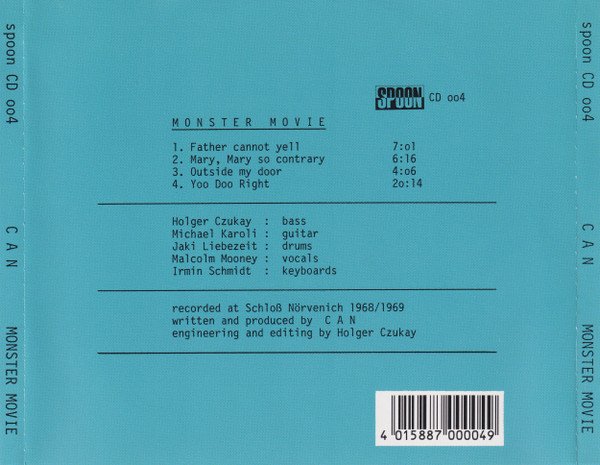 spoon CD oo4
C A N
MONSTER MOVIE
SPOON CD oo4
MONSTER MOVIE
1. Father cannot yell 7:o1
2. Mary, Mary so contrary 6:16
3. Outside my door 4:o6
4. Yoo Doo Right 2o:14
Holger Czukay : bass
Michael Karoli : guitar
Jaki Liebezeit : drums
Malcolm Mooney : vocals
Irmin Schmidt : keyboards
recorded at Schloß Nörvenich 1968/1969
written and produced by C A N
engineering and editing by Holger Czukay
4 015887 000049
spoon CD oo4
C A N
MONSTER MOVIE